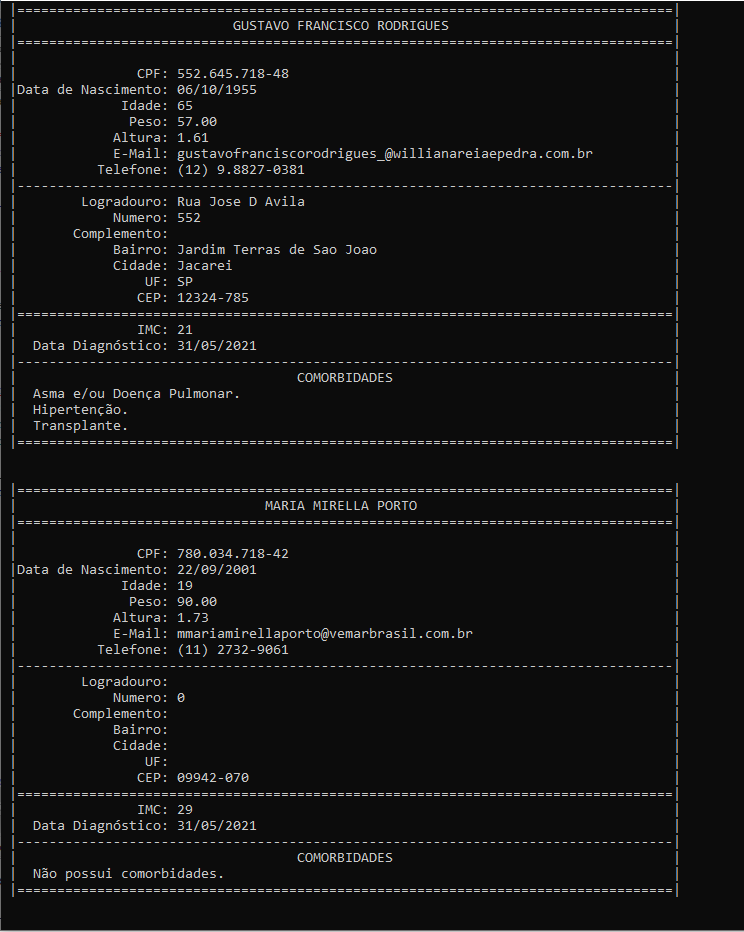 GUSTAVO FRANCISCO RODRIGUES
CPF: 552.645.718-48
Data de Nascimento: 06/10/1955
Idade: 65
Peso: 57.00
Altura: 1.61
E-Mail: gustavofranciscorodrigues_@willianareiaepedra.com.br
Telefone: (12) 9.8827-0381
Logradouro: Rua Jose D Avila
Numero: 552
Complemento:
Bairro: Jardim Terras de Sao Joao
Cidade: Jacarei
UF: SP
CEP: 12324-785
IMC: 21
Data Diagnóstico: 31/05/2021
COMORBIDADES
Asma e/ou Doença Pulmonar.
Hipertenção.
Transplante.
MARIA MIRELLA PORTO
CPF: 780.034.718-42
Data de Nascimento: 22/09/2001
Idade: 19
Peso: 90.00
Altura: 1.73
E-Mail: mmariamirellaporto@vemarbrasil.com.br
Telefone: (11) 2732-9061
Logradouro:
Numero: 0
Complemento:
Bairro:
Cidade:
UF:
CEP: 09942-070
IMC: 29
Data Diagnóstico: 31/05/2021
COMORBIDADES
Não possui comorbidades.